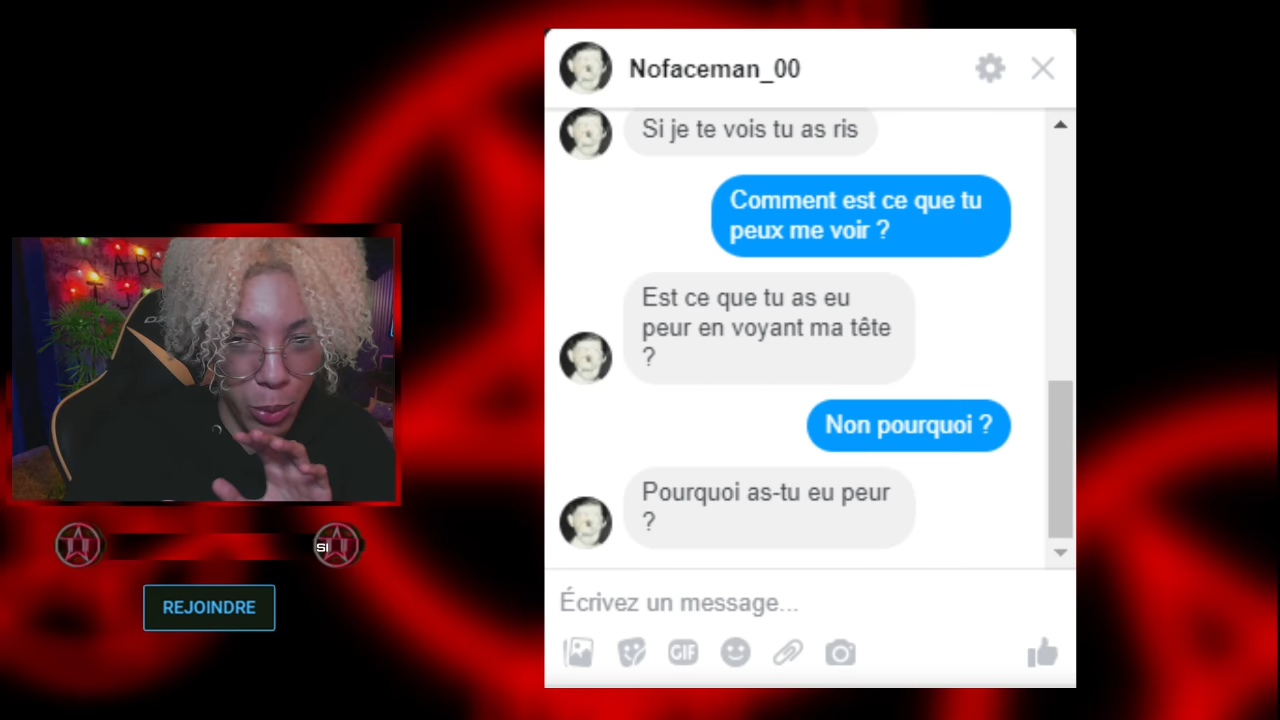 Nofaceman_00
Si je te vois tu as ris
Comment est ce que tu
peux me voir ?
Est ce que tu as eu
peur en voyant ma tête
?
Non pourquoi ?
Pourquoi as-tu eu peur
?
Écrivez un message...
GIF
SI
REJOINDRE